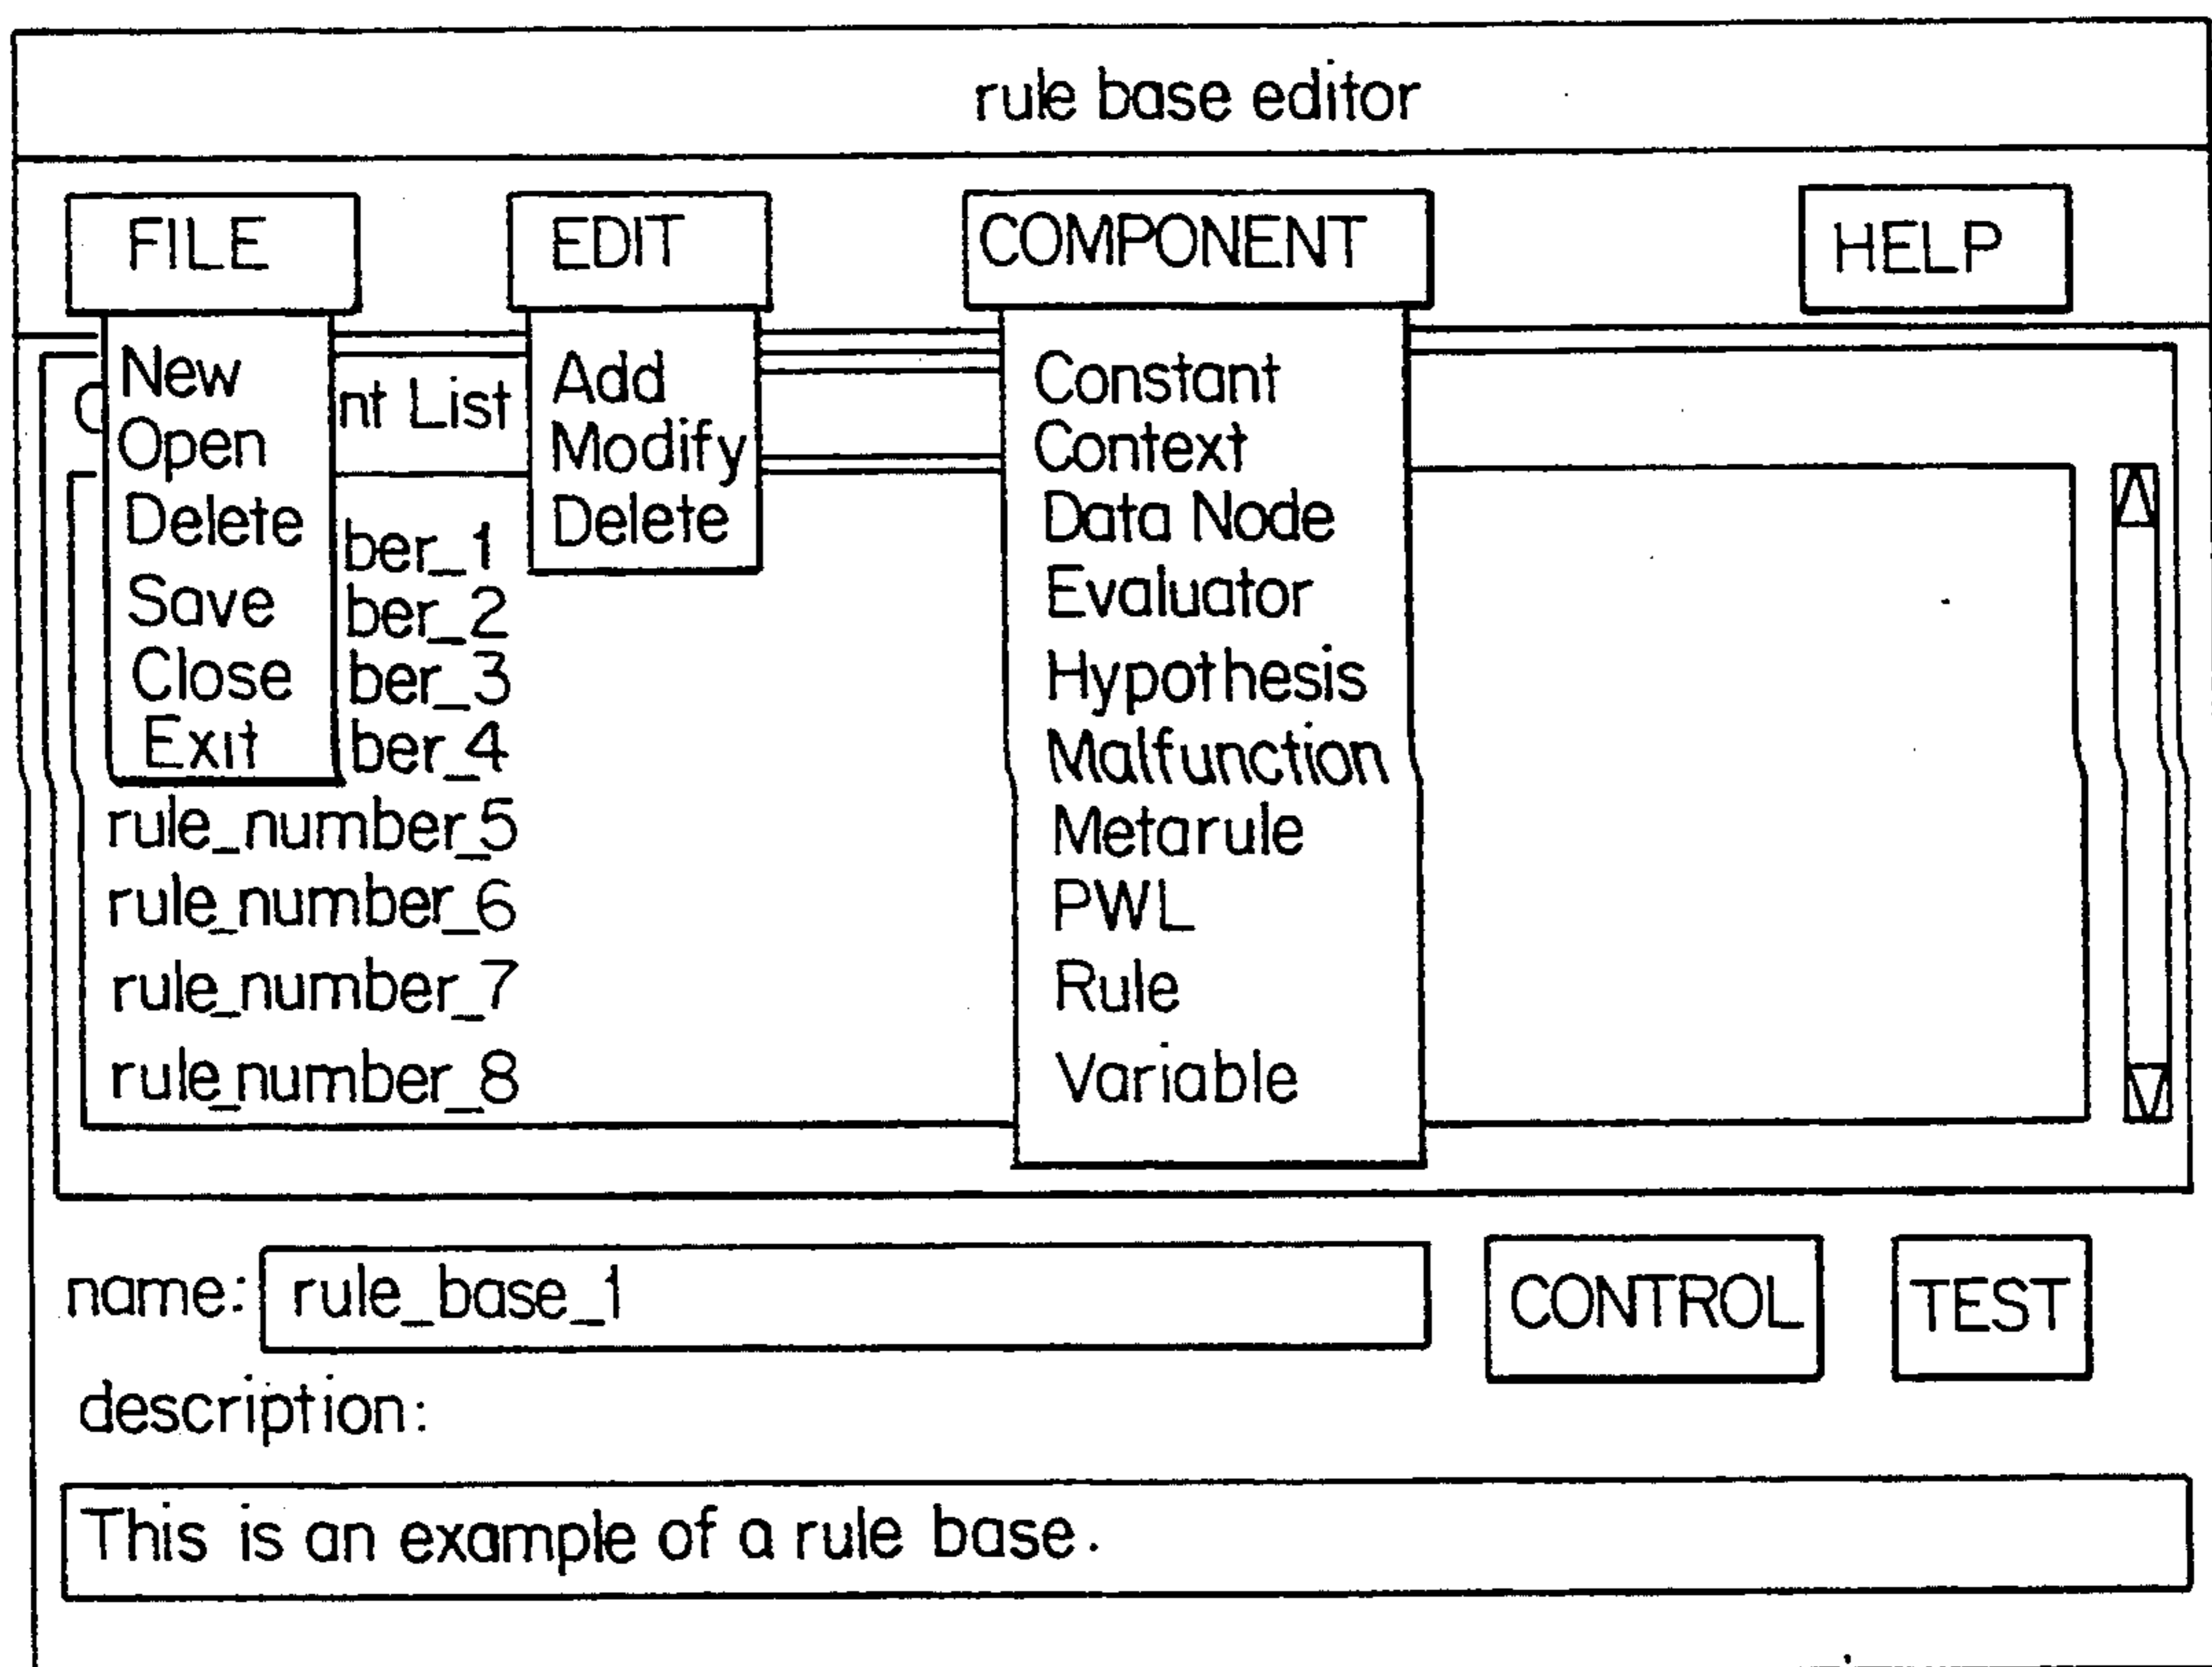 rule base editor
FILE EDIT COMPONENT HELP
New
Open
Delete
Save
Close
Exit
Add
Modify
Delete
Constant
Context
Data Node
Evaluator
Hypothesis
Malfunction
Metarule
PWL
Rule
Variable
nt List
ber_1
ber_2
ber_3
ber_4
rule_number_5
rule_number_6
rule_number_7
rule_number_8
name: rule_base_1 CONTROL TEST
description:
This is an example of a rule base.